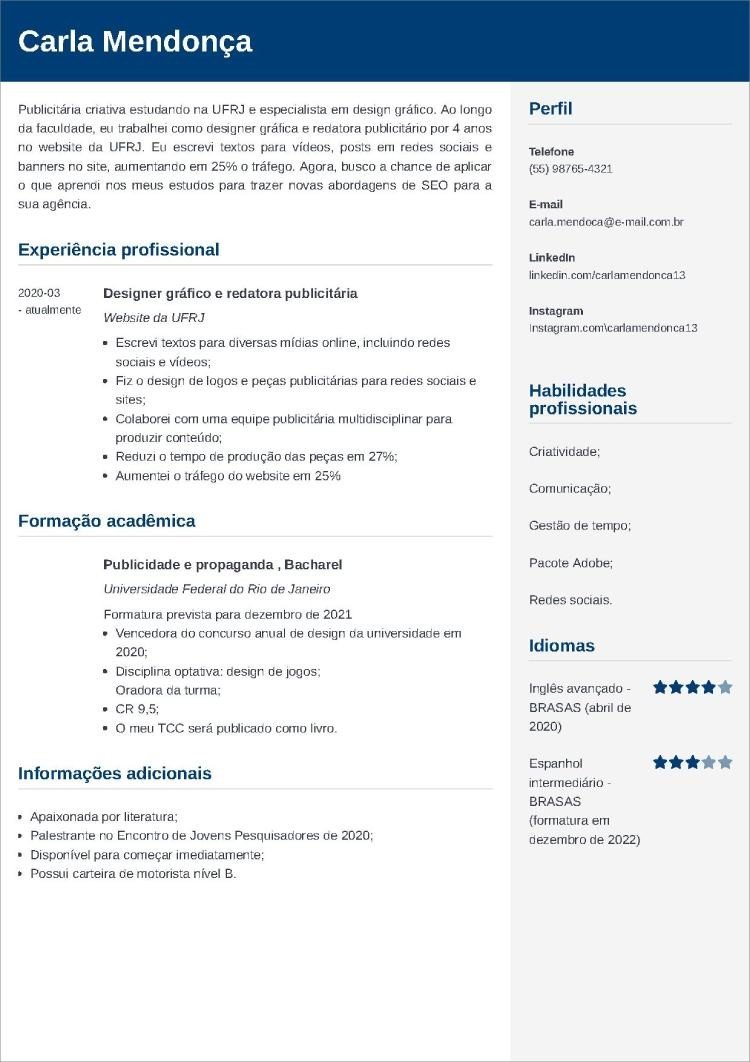 Carla Mendonça
Publicitária criativa estudando na UFRJ e especialista em design gráfico. Ao longo
da faculdade, eu trabalhei como designer gráfica e redatora publicitário por 4 anos
no website da UFRJ. Eu escrevi textos para vídeos, posts em redes sociais e
banners no site, aumentando em 25% o tráfego. Agora, busco a chance de aplicar
o que aprendi nos meus estudos para trazer novas abordagens de SEO para a
sua agência.
Experiência profissional
2020-03
- atualmente
Designer gráfico e redatora publicitária
Website da UFRJ
• Escrevi textos para diversas mídias online, incluindo redes
sociais e vídeos;
• Fiz o design de logos e peças publicitárias para redes sociais e
sites;
• Colaborei com uma equipe publicitária multidisciplinar para
produzir conteúdo;
• Reduzi o tempo de produção das peças em 27%;
• Aumentei o tráfego do website em 25%
Formação acadêmica
Publicidade e propaganda , Bacharel
Universidade Federal do Rio de Janeiro
Formatura prevista para dezembro de 2021
• Vencedora do concurso anual de design da universidade em
2020;
• Disciplina optativa: design de jogos;
Oradora da turma;
• CR 9,5;
• O meu TCC será publicado como livro.
Informações adicionais
• Apaixonada por literatura;
• Palestrante no Encontro de Jovens Pesquisadores de 2020;
• Disponível para começar imediatamente;
• Possui carteira de motorista nível B.
Perfil
Telefone
(55) 98765-4321
E-mail
carla.mendoca@e-mail.com.br
LinkedIn
linkedin.com/carlamendonca13
Instagram
Instagram.com\carlamendonca13
Habilidades
profissionais
Criatividade;
Comunicação;
Gestão de tempo;
Pacote Adobe;
Redes sociais.
Idiomas
Inglês avançado -
BRASAS (abril de
2020)
Espanhol
intermediário -
BRASAS
(formatura em
dezembro de 2022)